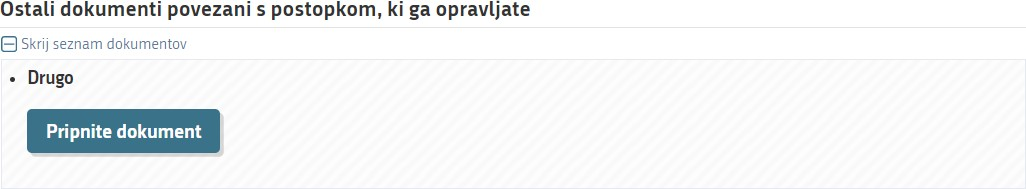 Ostali dokumenti povezani s postopkom, ki ga opravljate
Skrij seznam dokumentov
• Drugo
Pripnite dokument